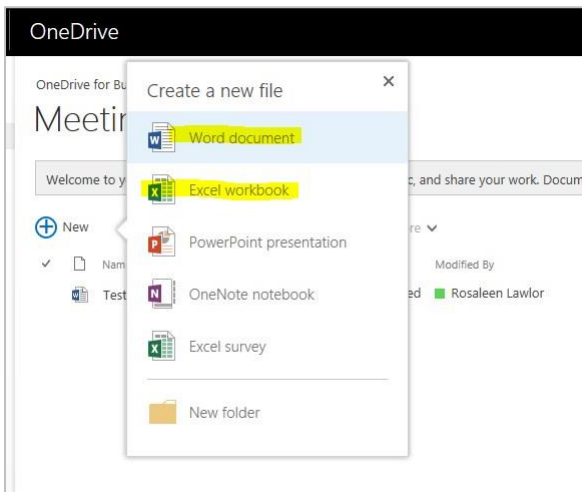 OneDrive
OneDrive for Bu
Create a new file
Meetin
Word document
Welcome to y
Excel workbook
c, and share your work. Docum
New
PowerPoint presentation
re
Nam
Modified By
Test
OneNote notebook
ed
Rosaleen Lawlor
Excel survey
New folder